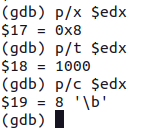 (gdb) p/x $edx
$17 = 0x8
(gdb) p/t $edx
$18 = 1000
(gdb) p/c $edx
$19 = 8 '\b'
(gdb)